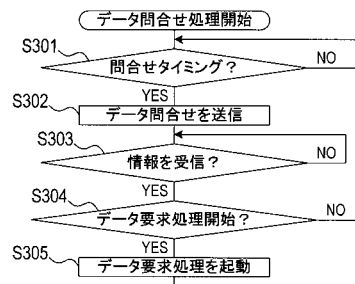 データ問合せ処理開始
S301
問合せタイミング？
NO
YES
S302
データ問合せを送信
S303
情報を受信？
NO
YES
S304
データ要求処理開始？
NO
YES
S305
データ要求処理を起動